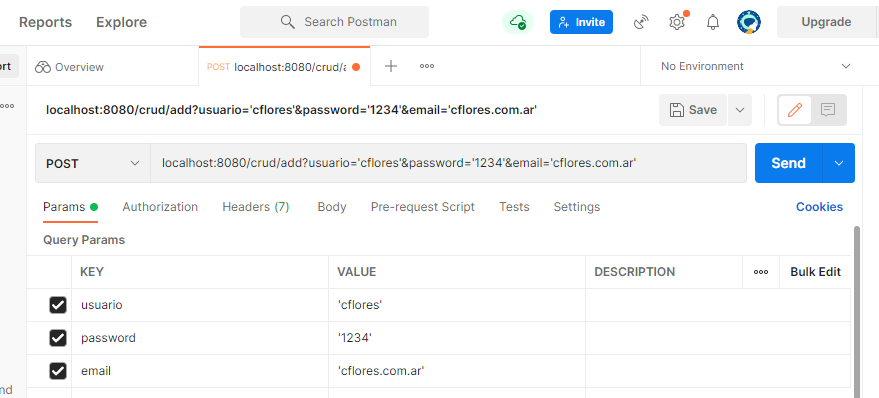 Reports Explore Search Postman Invite Upgrade
ort Overview POST localhost:8080/crud/a No Environment
localhost:8080/crud/add?usuario='cflores'&password='1234'&email='cflores.com.ar' Save
POST localhost:8080/crud/add?usuario='cflores'&password='1234'&email='cflores.com.ar' Send
Params Authorization Headers (7) Body Pre-request Script Tests Settings Cookies
Query Params
KEY VALUE DESCRIPTION Bulk Edit
usuario 'cflores'
password '1234'
email 'cflores.com.ar'
nd